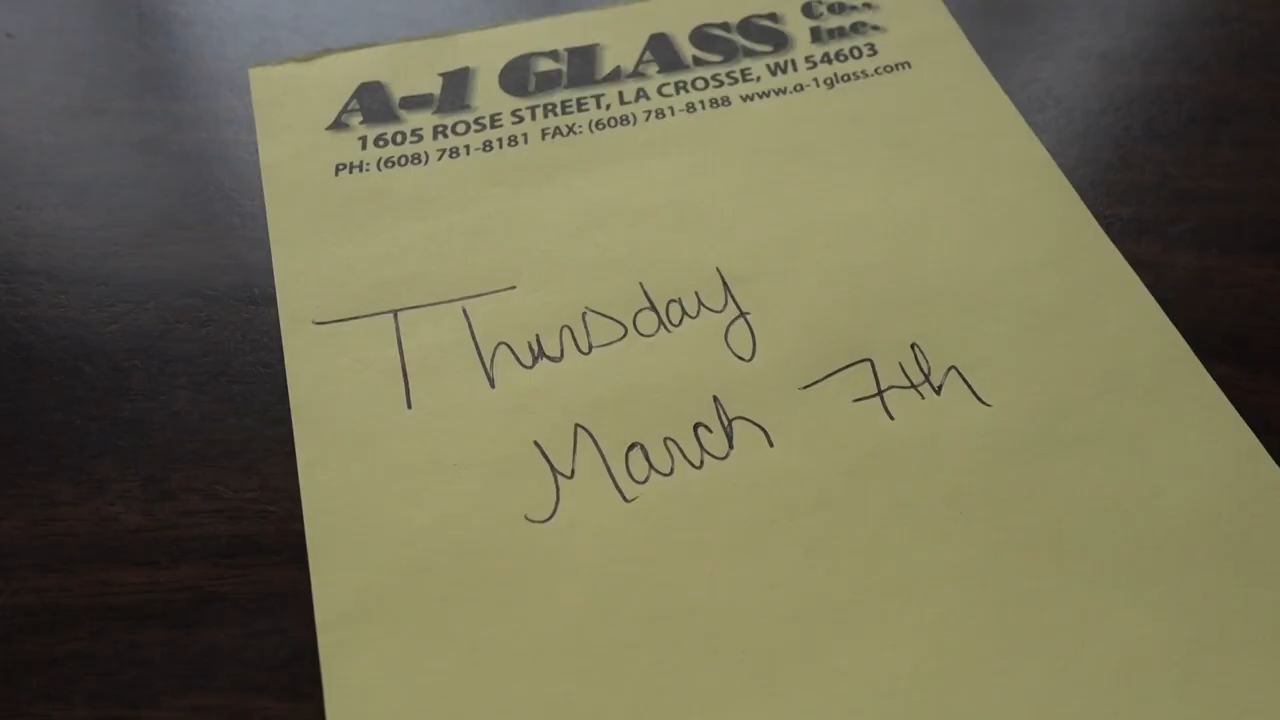 A-1 GLASS Co., Inc.
1605 ROSE STREET, LA CROSSE, WI 54603
PH: (608) 781-8181 FAX: (608) 781-8188 www.a-1glass.com
Thursday
March 7th